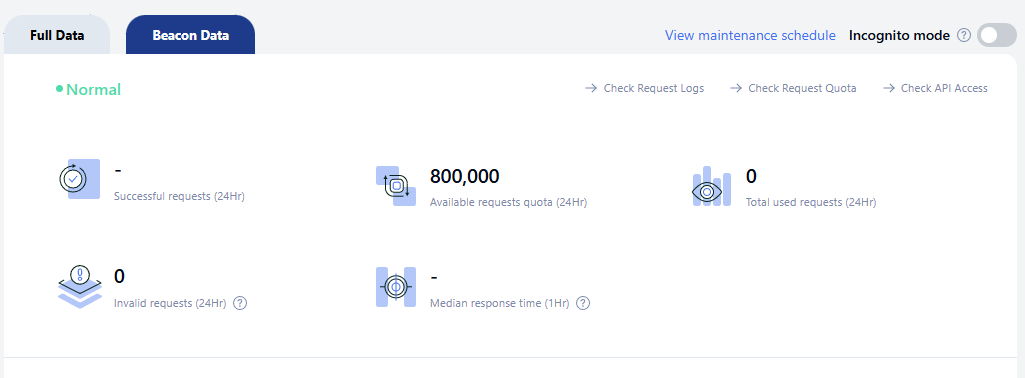 Full Data
Beacon Data
View maintenance schedule
Incognito mode
?
Normal
Check Request Logs
Check Request Quota
Check API Access
-
Successful requests (24Hr)
800,000
Available requests quota (24Hr)
0
Total used requests (24Hr)
0
Invalid requests (24Hr) ?
-
Median response time (1Hr) ?